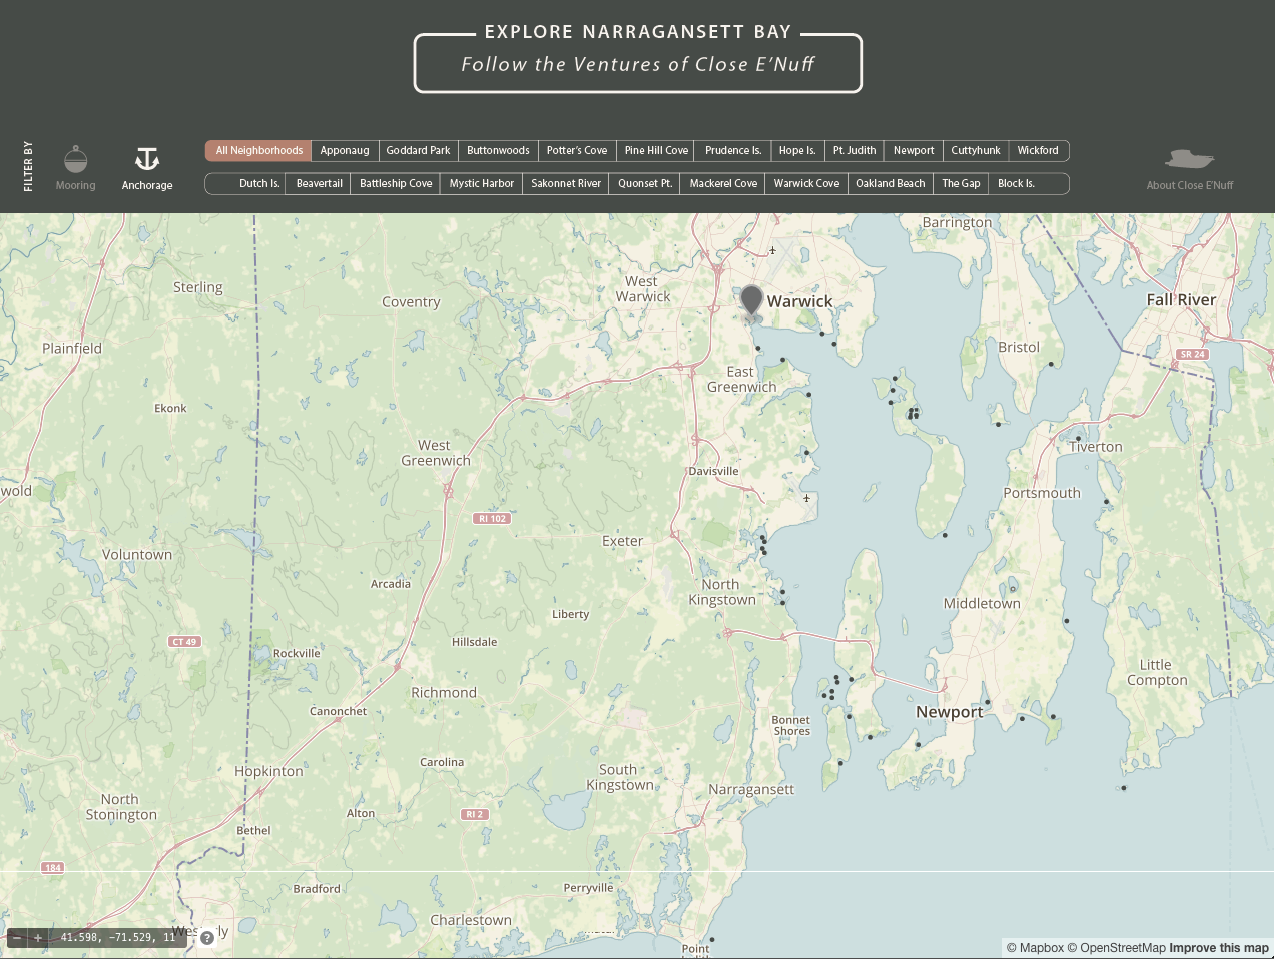 EXPLORE NARRAGANSETT BAY
Follow the Ventures of Close E'Nuff
FILTER BY
Mooring
Anchorage
All Neighborhoods Apponaug Goddard Park Buttonwoods Potter's Cove Pine Hill Cove Prudence Is. Hope Is. Pt. Judith Newport Cuttyhunk Wickford
Dutch Is. Beavertail Battleship Cove Mystic Harbor Sakonnet River Quonset Pt. Mackerel Cove Warwick Cove Oakland Beach The Gap Block Is.
About Close E'Nuff
Barrington
Sterling
Coventry
West
Warwick
Warwick
Fall River
Plainfield
Bristol
SR 24
East
Greenwich
Ekonk
West
Greenwich
Tiverton
Davisville
wold
Portsmouth
RI 102
Exeter
Voluntown
Arcadia
North
Kingstown
Middletown
Liberty
CT 49
Hillsdale
Rockville
Little
Compton
Richmond
Canonchet
Newport
Bonnet
Shores
Carolina
Hopkinton
South
Kingstown
Narragansett
North
Stonington
Alton
RI 2
Bethel
184
Bradford
Perryville
Charlestown
Westerly
Point
− + 41.598, −71.529, 11
?
© Mapbox © OpenStreetMap Improve this map